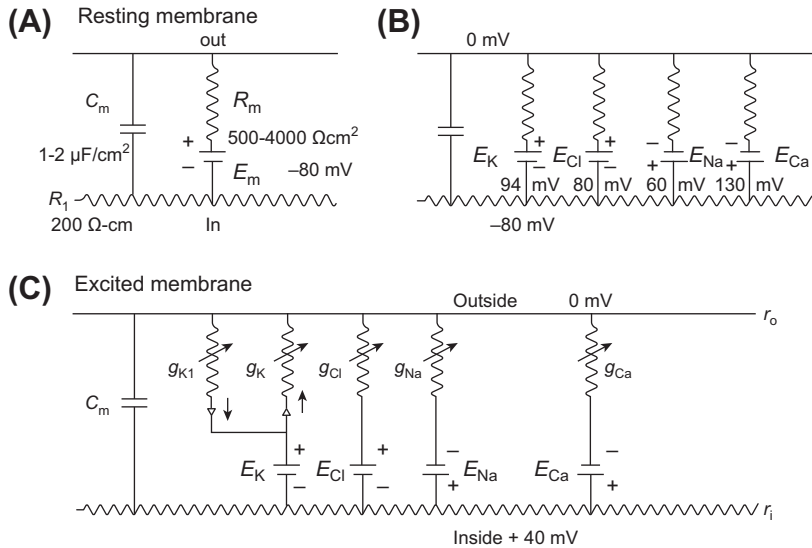 (A) Resting membrane
out
Cm
Rm
+
500-4000 Ωcm²
1-2 µF/cm²
–
Em
–80 mV
R1
200 Ω-cm
In
(B)
0 mV
+ + – –
EK ECl ENa ECa
– – + +
94 mV 80 mV 60 mV 130 mV
–80 mV
(C) Excited membrane
Outside 0 mV
ro
gK1 gK gCl gNa gCa
Cm
+ + – –
EK ECl ENa ECa
– – + +
ri
Inside + 40 mV